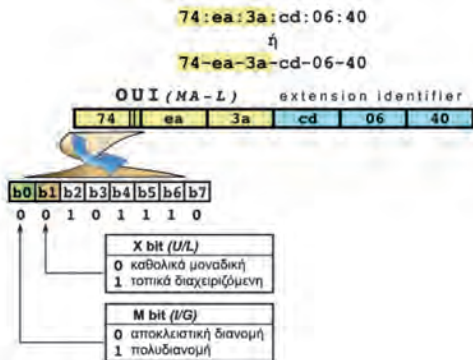 74:ea:3a:cd:06:40
ή
74-ea-3a-cd-06-40
OUI (MA-L) extension identifier
74 ea 3a cd 06 40
b0 b1 b2 b3 b4 b5 b6 b7
0 0 1 0 1 1 1 0
X bit (U/L)
0 καθολικά μοναδική
1 τοπικά διαχειριζόμενη
M bit (I/G)
0 αποκλειστική διανομή
1 πολυδιανομή